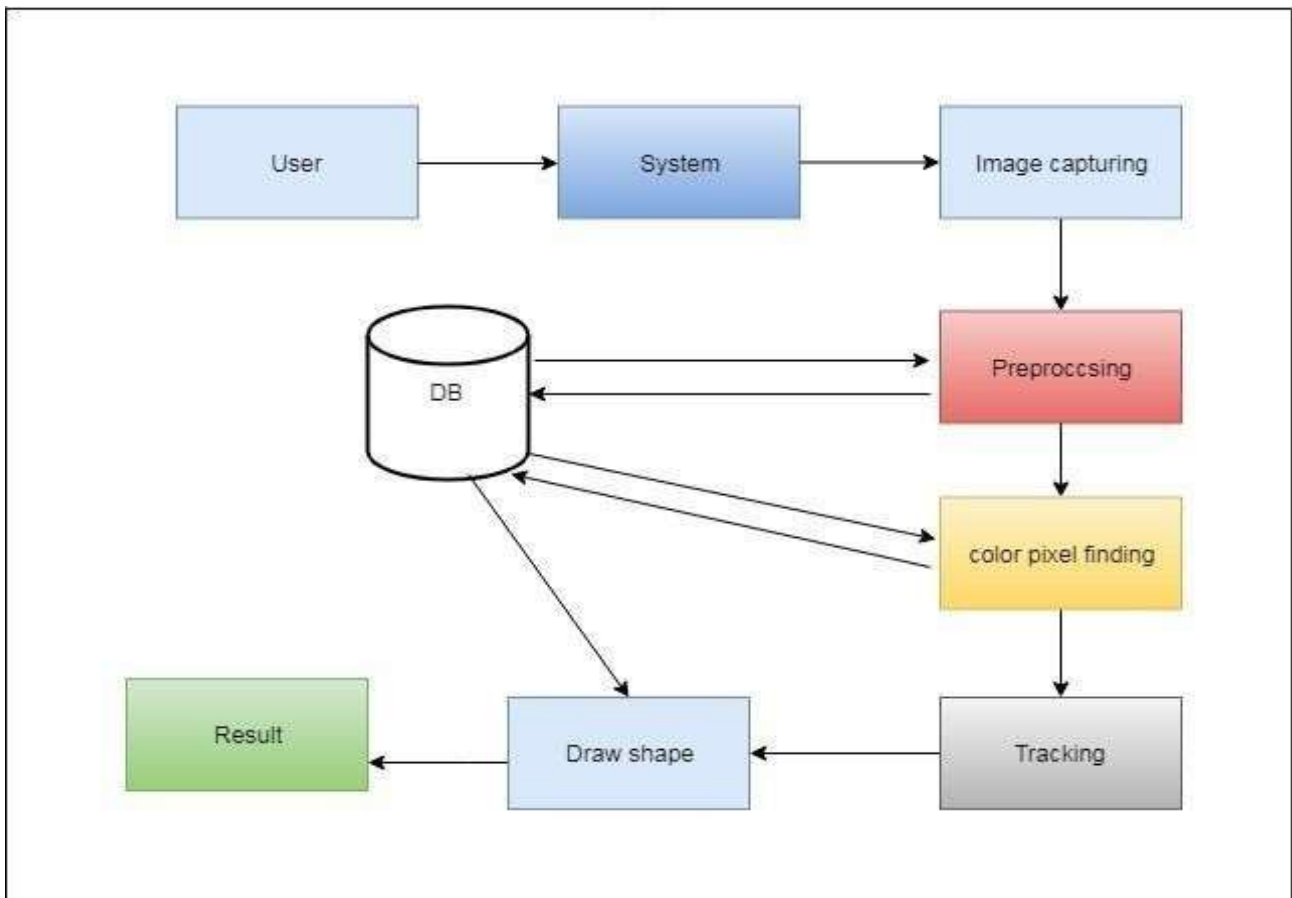 User
System
Image capturing
DB
Preproccsing
color pixel finding
Result
Draw shape
Tracking